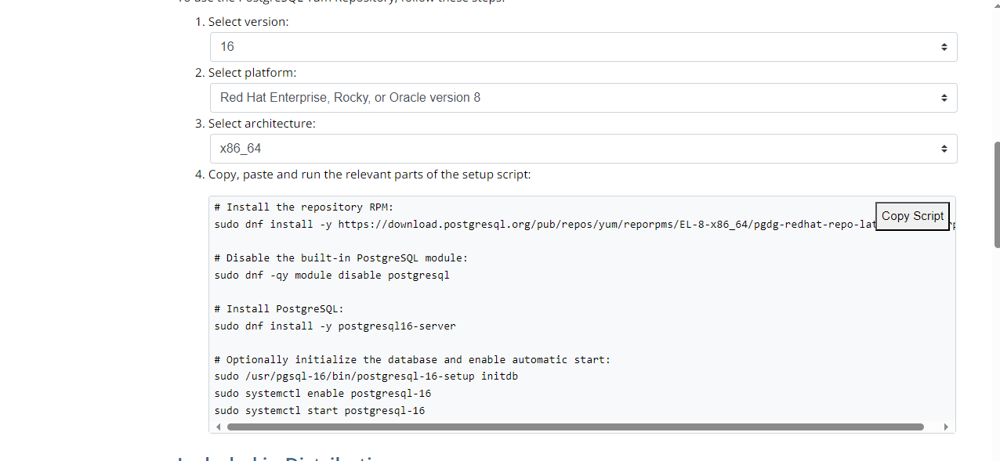 To use the PostgreSQL Yum Repository, follow these steps:
1. Select version:
16
2. Select platform:
Red Hat Enterprise, Rocky, or Oracle version 8
3. Select architecture:
x86_64
4. Copy, paste and run the relevant parts of the setup script:
# Install the repository RPM:
Copy Script
sudo dnf install -y https://download.postgresql.org/pub/repos/yum/reporpms/EL-8-x86_64/pgdg-redhat-repo-lat
# Disable the built-in PostgreSQL module:
sudo dnf -qy module disable postgresql
# Install PostgreSQL:
sudo dnf install -y postgresql16-server
# Optionally initialize the database and enable automatic start:
sudo /usr/pgsql-16/bin/postgresql-16-setup initdb
sudo systemctl enable postgresql-16
sudo systemctl start postgresql-16